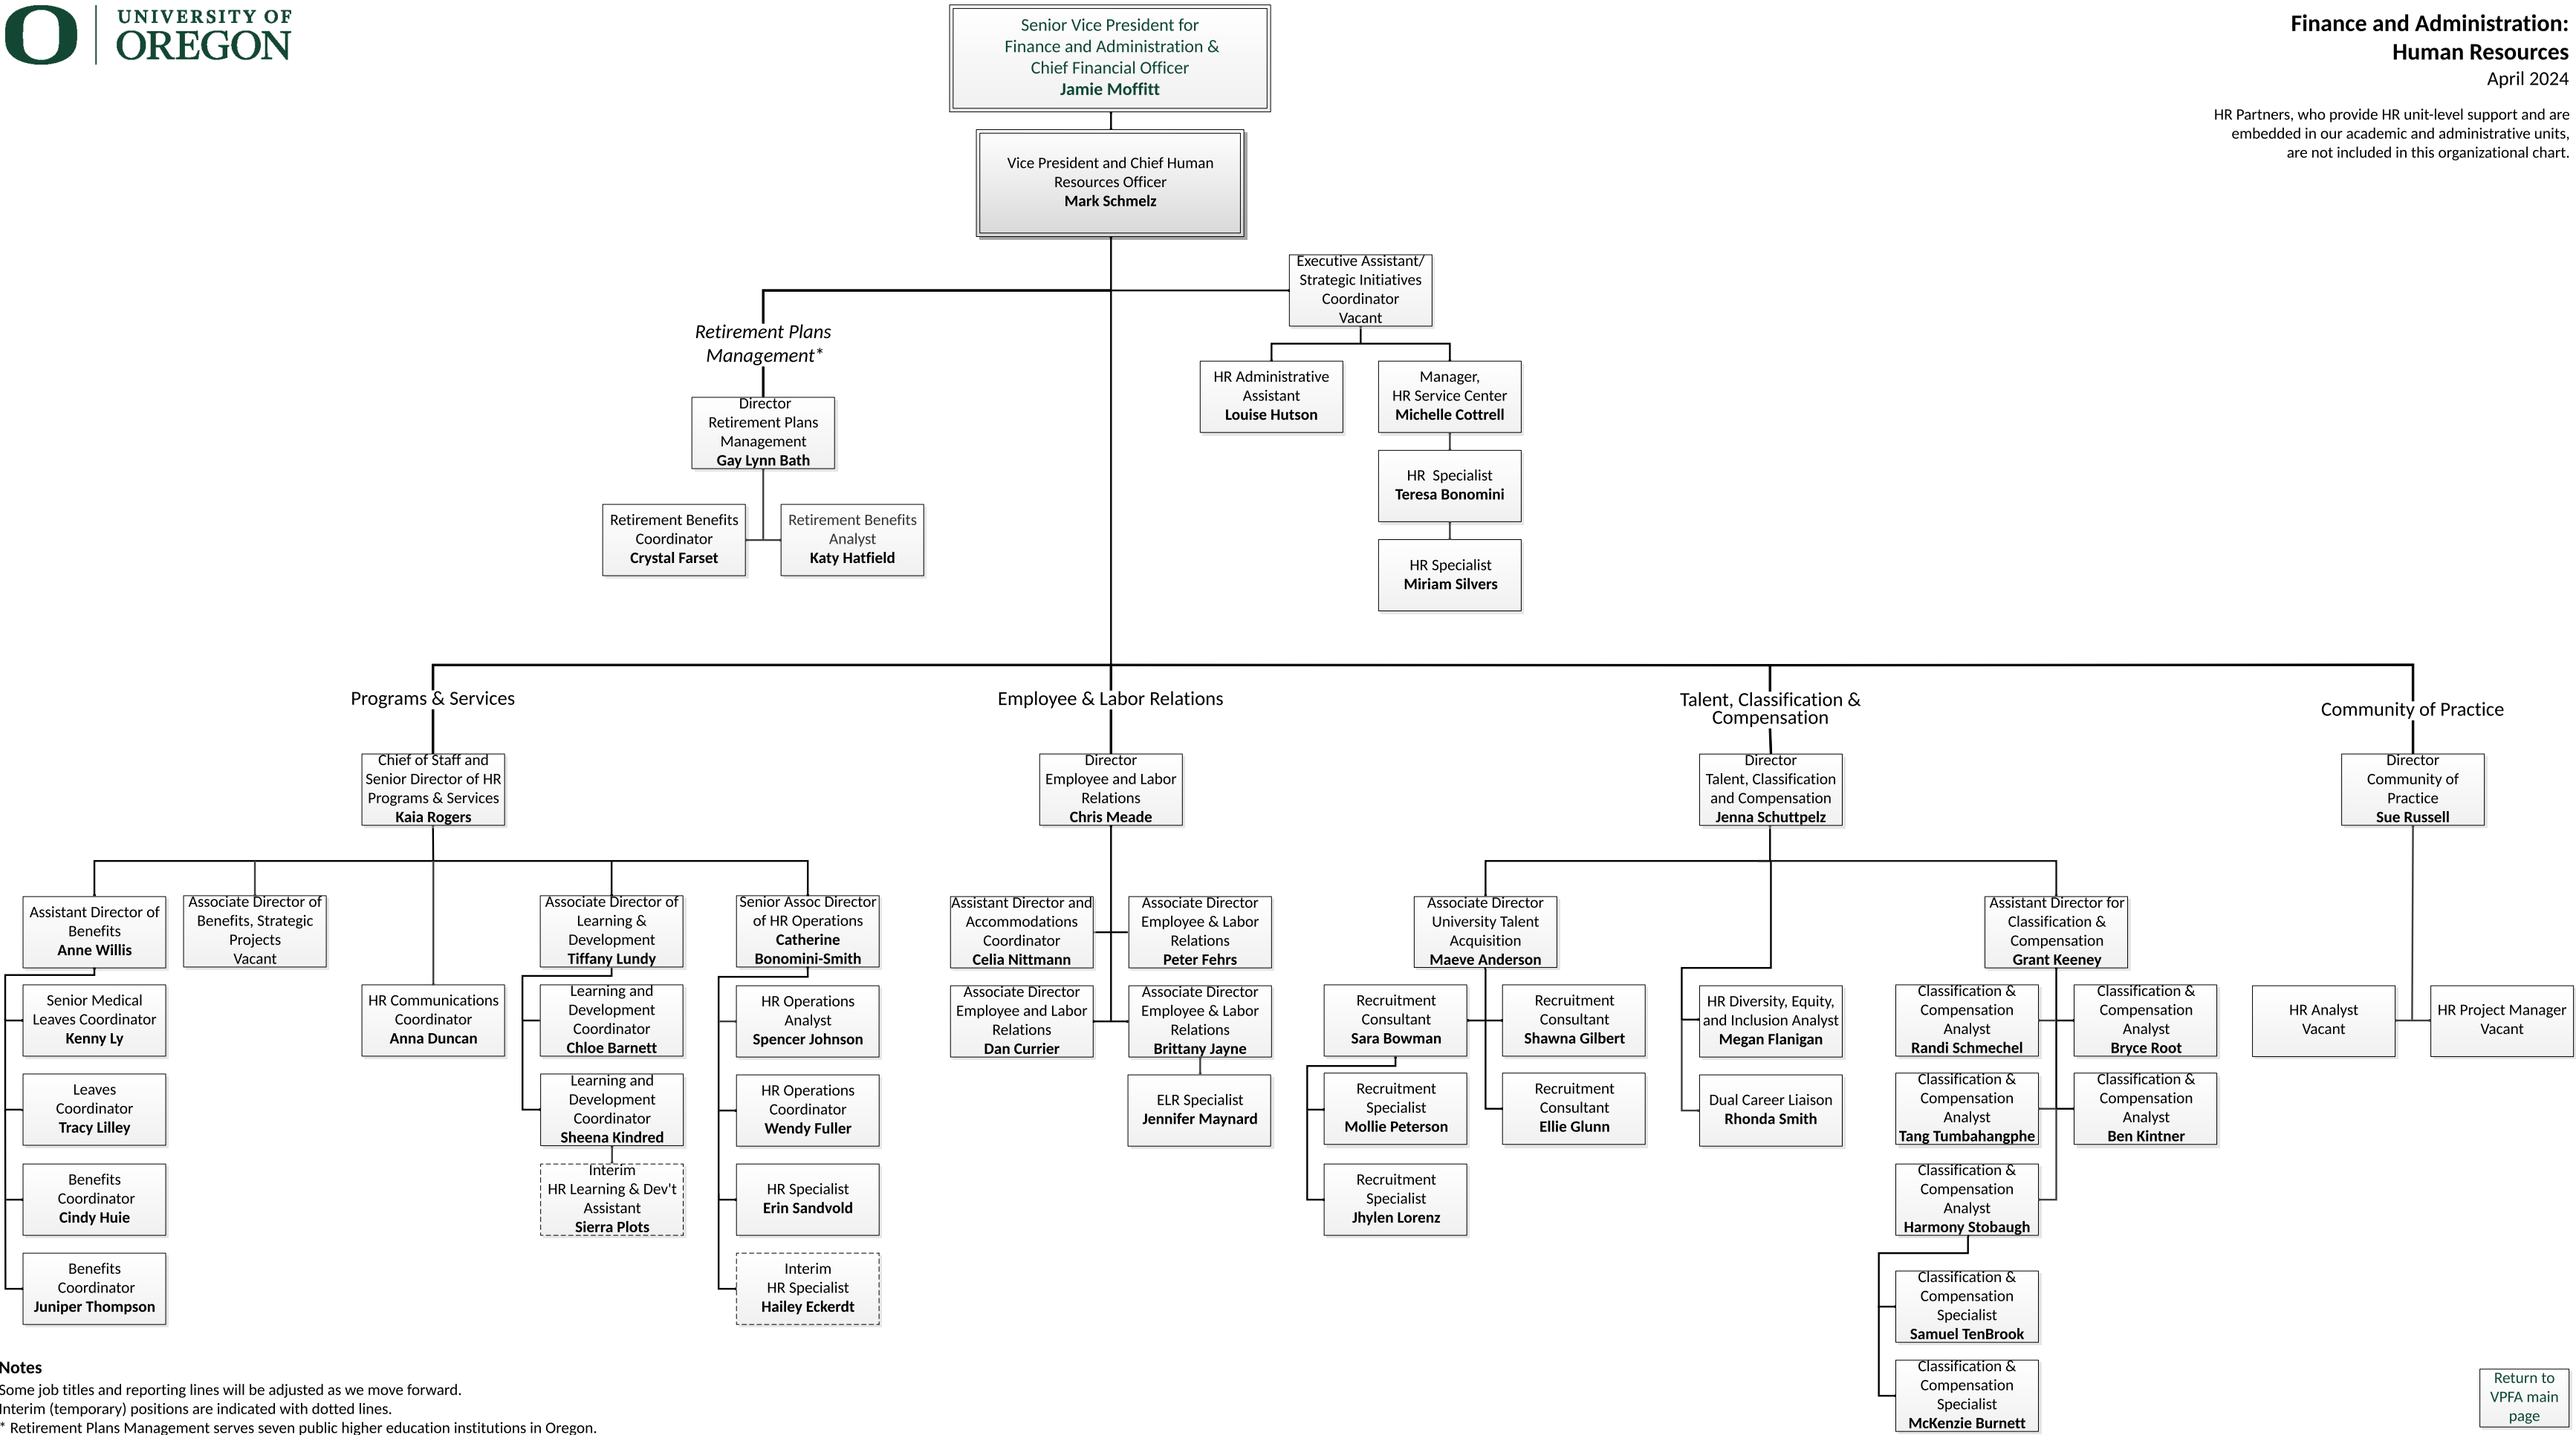 UNIVERSITY OF
OREGON
Senior Vice President for
Finance and Administration &
Chief Financial Officer
Jamie Moffitt
Finance and Administration:
Human Resources
April 2024
HR Partners, who provide HR unit-level support and are
embedded in our academic and administrative units,
are not included in this organizational chart.
Vice President and Chief Human
Resources Officer
Mark Schmelz
Executive Assistant/
Strategic Initiatives
Coordinator
Vacant
HR Administrative
Assistant
Louise Hutson
Manager,
HR Service Center
Michelle Cottrell
HR  Specialist
Teresa Bonomini
HR Specialist
Miriam Silvers
Retirement Plans
Management*
Director
Retirement Plans
Management
Gay Lynn Bath
Retirement Benefits
Coordinator
Crystal Farset
Retirement Benefits
Analyst
Katy Hatfield
Programs & Services
Chief of Staff and
Senior Director of HR
Programs & Services
Kaia Rogers
Assistant Director of
Benefits
Anne Willis
Senior Medical
Leaves Coordinator
Kenny Ly
Leaves
Coordinator
Tracy Lilley
Benefits
Coordinator
Cindy Huie
Benefits
Coordinator
Juniper Thompson
Associate Director of
Benefits, Strategic
Projects
Vacant
HR Communications
Coordinator
Anna Duncan
Associate Director of
Learning &
Development
Tiffany Lundy
Learning and
Development
Coordinator
Chloe Barnett
Learning and
Development
Coordinator
Sheena Kindred
Interim
HR Learning & Dev't
Assistant
Sierra Plots
Senior Assoc Director
of HR Operations
Catherine
Bonomini-Smith
HR Operations
Analyst
Spencer Johnson
HR Operations
Coordinator
Wendy Fuller
HR Specialist
Erin Sandvold
Interim
HR Specialist
Hailey Eckerdt
Employee & Labor Relations
Director
Employee and Labor
Relations
Chris Meade
Assistant Director and
Accommodations
Coordinator
Celia Nittmann
Associate Director
Employee & Labor
Relations
Peter Fehrs
Associate Director
Employee and Labor
Relations
Dan Currier
Associate Director
Employee & Labor
Relations
Brittany Jayne
ELR Specialist
Jennifer Maynard
Talent, Classification &
Compensation
Director
Talent, Classification
and Compensation
Jenna Schuttpelz
Associate Director
University Talent
Acquisition
Maeve Anderson
Recruitment
Consultant
Sara Bowman
Recruitment
Consultant
Shawna Gilbert
Recruitment
Specialist
Mollie Peterson
Recruitment
Consultant
Ellie Glunn
Recruitment
Specialist
Jhylen Lorenz
HR Diversity, Equity,
and Inclusion Analyst
Megan Flanigan
Dual Career Liaison
Rhonda Smith
Assistant Director for
Classification &
Compensation
Grant Keeney
Classification &
Compensation
Analyst
Randi Schmechel
Classification &
Compensation
Analyst
Bryce Root
Classification &
Compensation
Analyst
Tang Tumbahangphe
Classification &
Compensation
Analyst
Ben Kintner
Classification &
Compensation
Analyst
Harmony Stobaugh
Classification &
Compensation
Specialist
Samuel TenBrook
Classification &
Compensation
Specialist
McKenzie Burnett
Community of Practice
Director
Community of
Practice
Sue Russell
HR Analyst
Vacant
HR Project Manager
Vacant
Notes
Some job titles and reporting lines will be adjusted as we move forward.
Interim (temporary) positions are indicated with dotted lines.
* Retirement Plans Management serves seven public higher education institutions in Oregon.
Return to
VPFA main
page